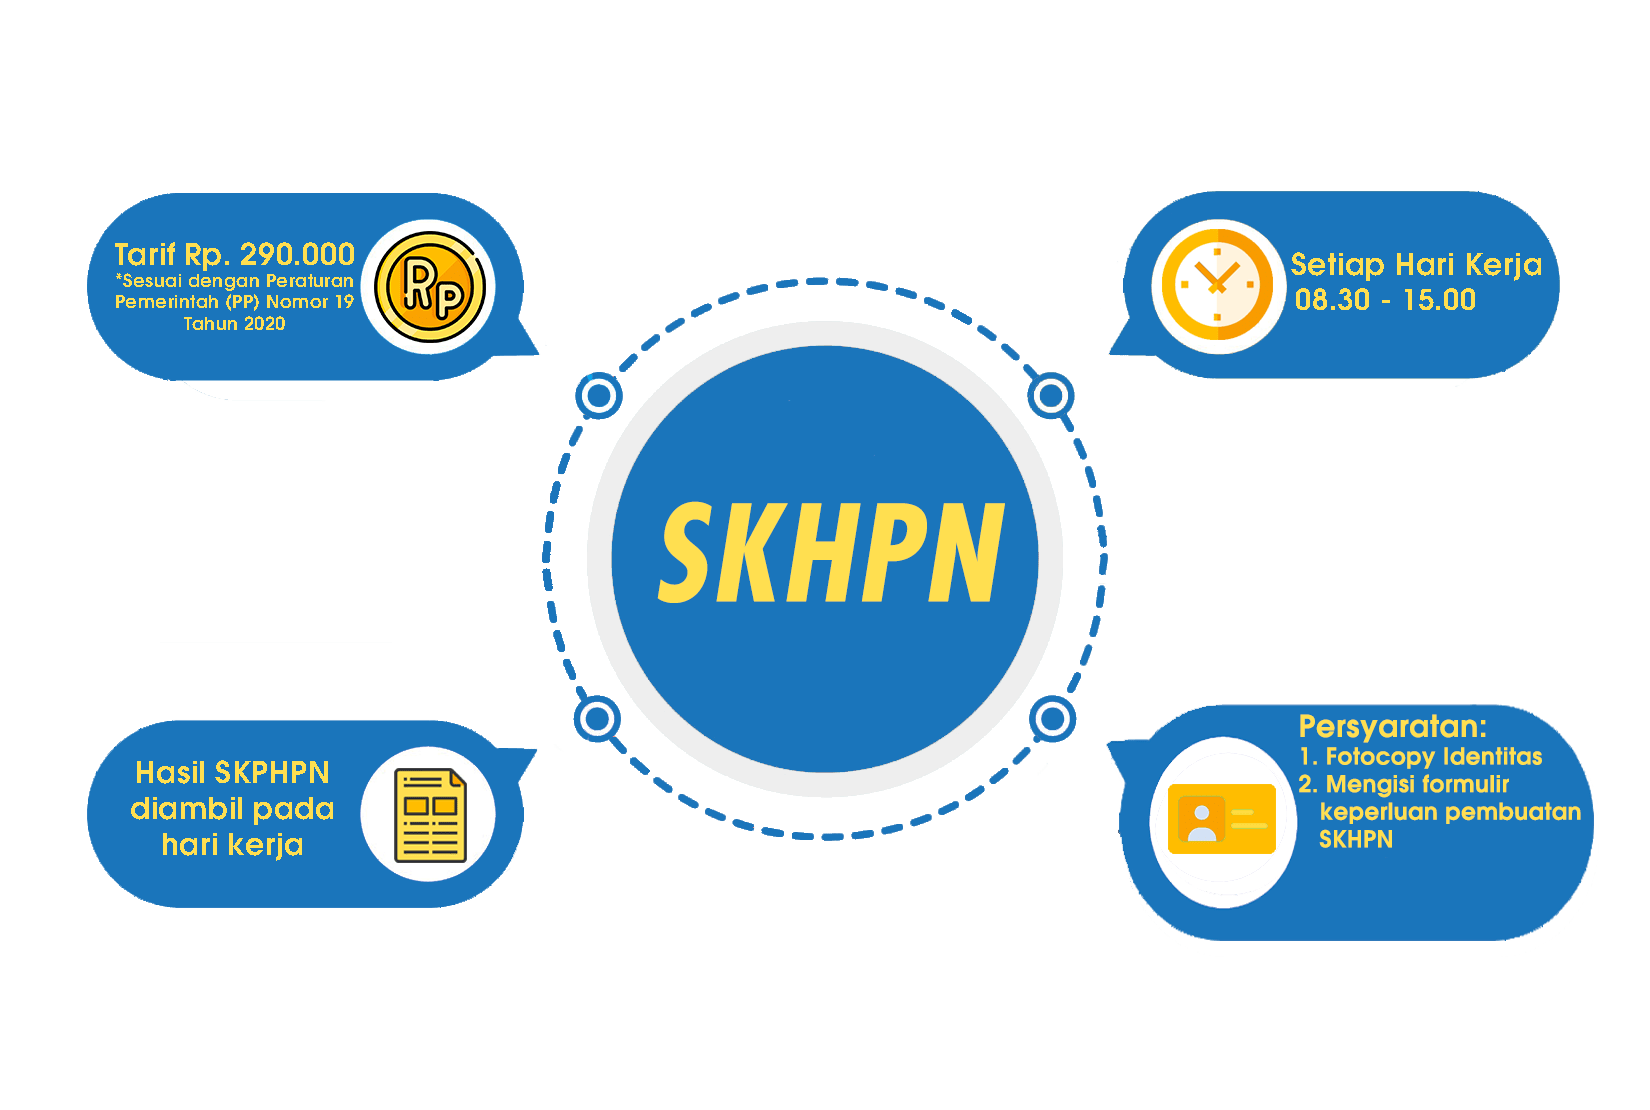 Tarif Rp. 290.000
*Sesuai dengan Peraturan
Pemerintah (PP) Nomor 19
Tahun 2020
RP
Setiap Hari Kerja
08.30 - 15.00
SKHPN
Hasil SKPHPN
diambil pada
hari kerja
Persyaratan:
1. Fotocopy Identitas
2. Mengisi formulir
keperluan pembuatan
SKHPN